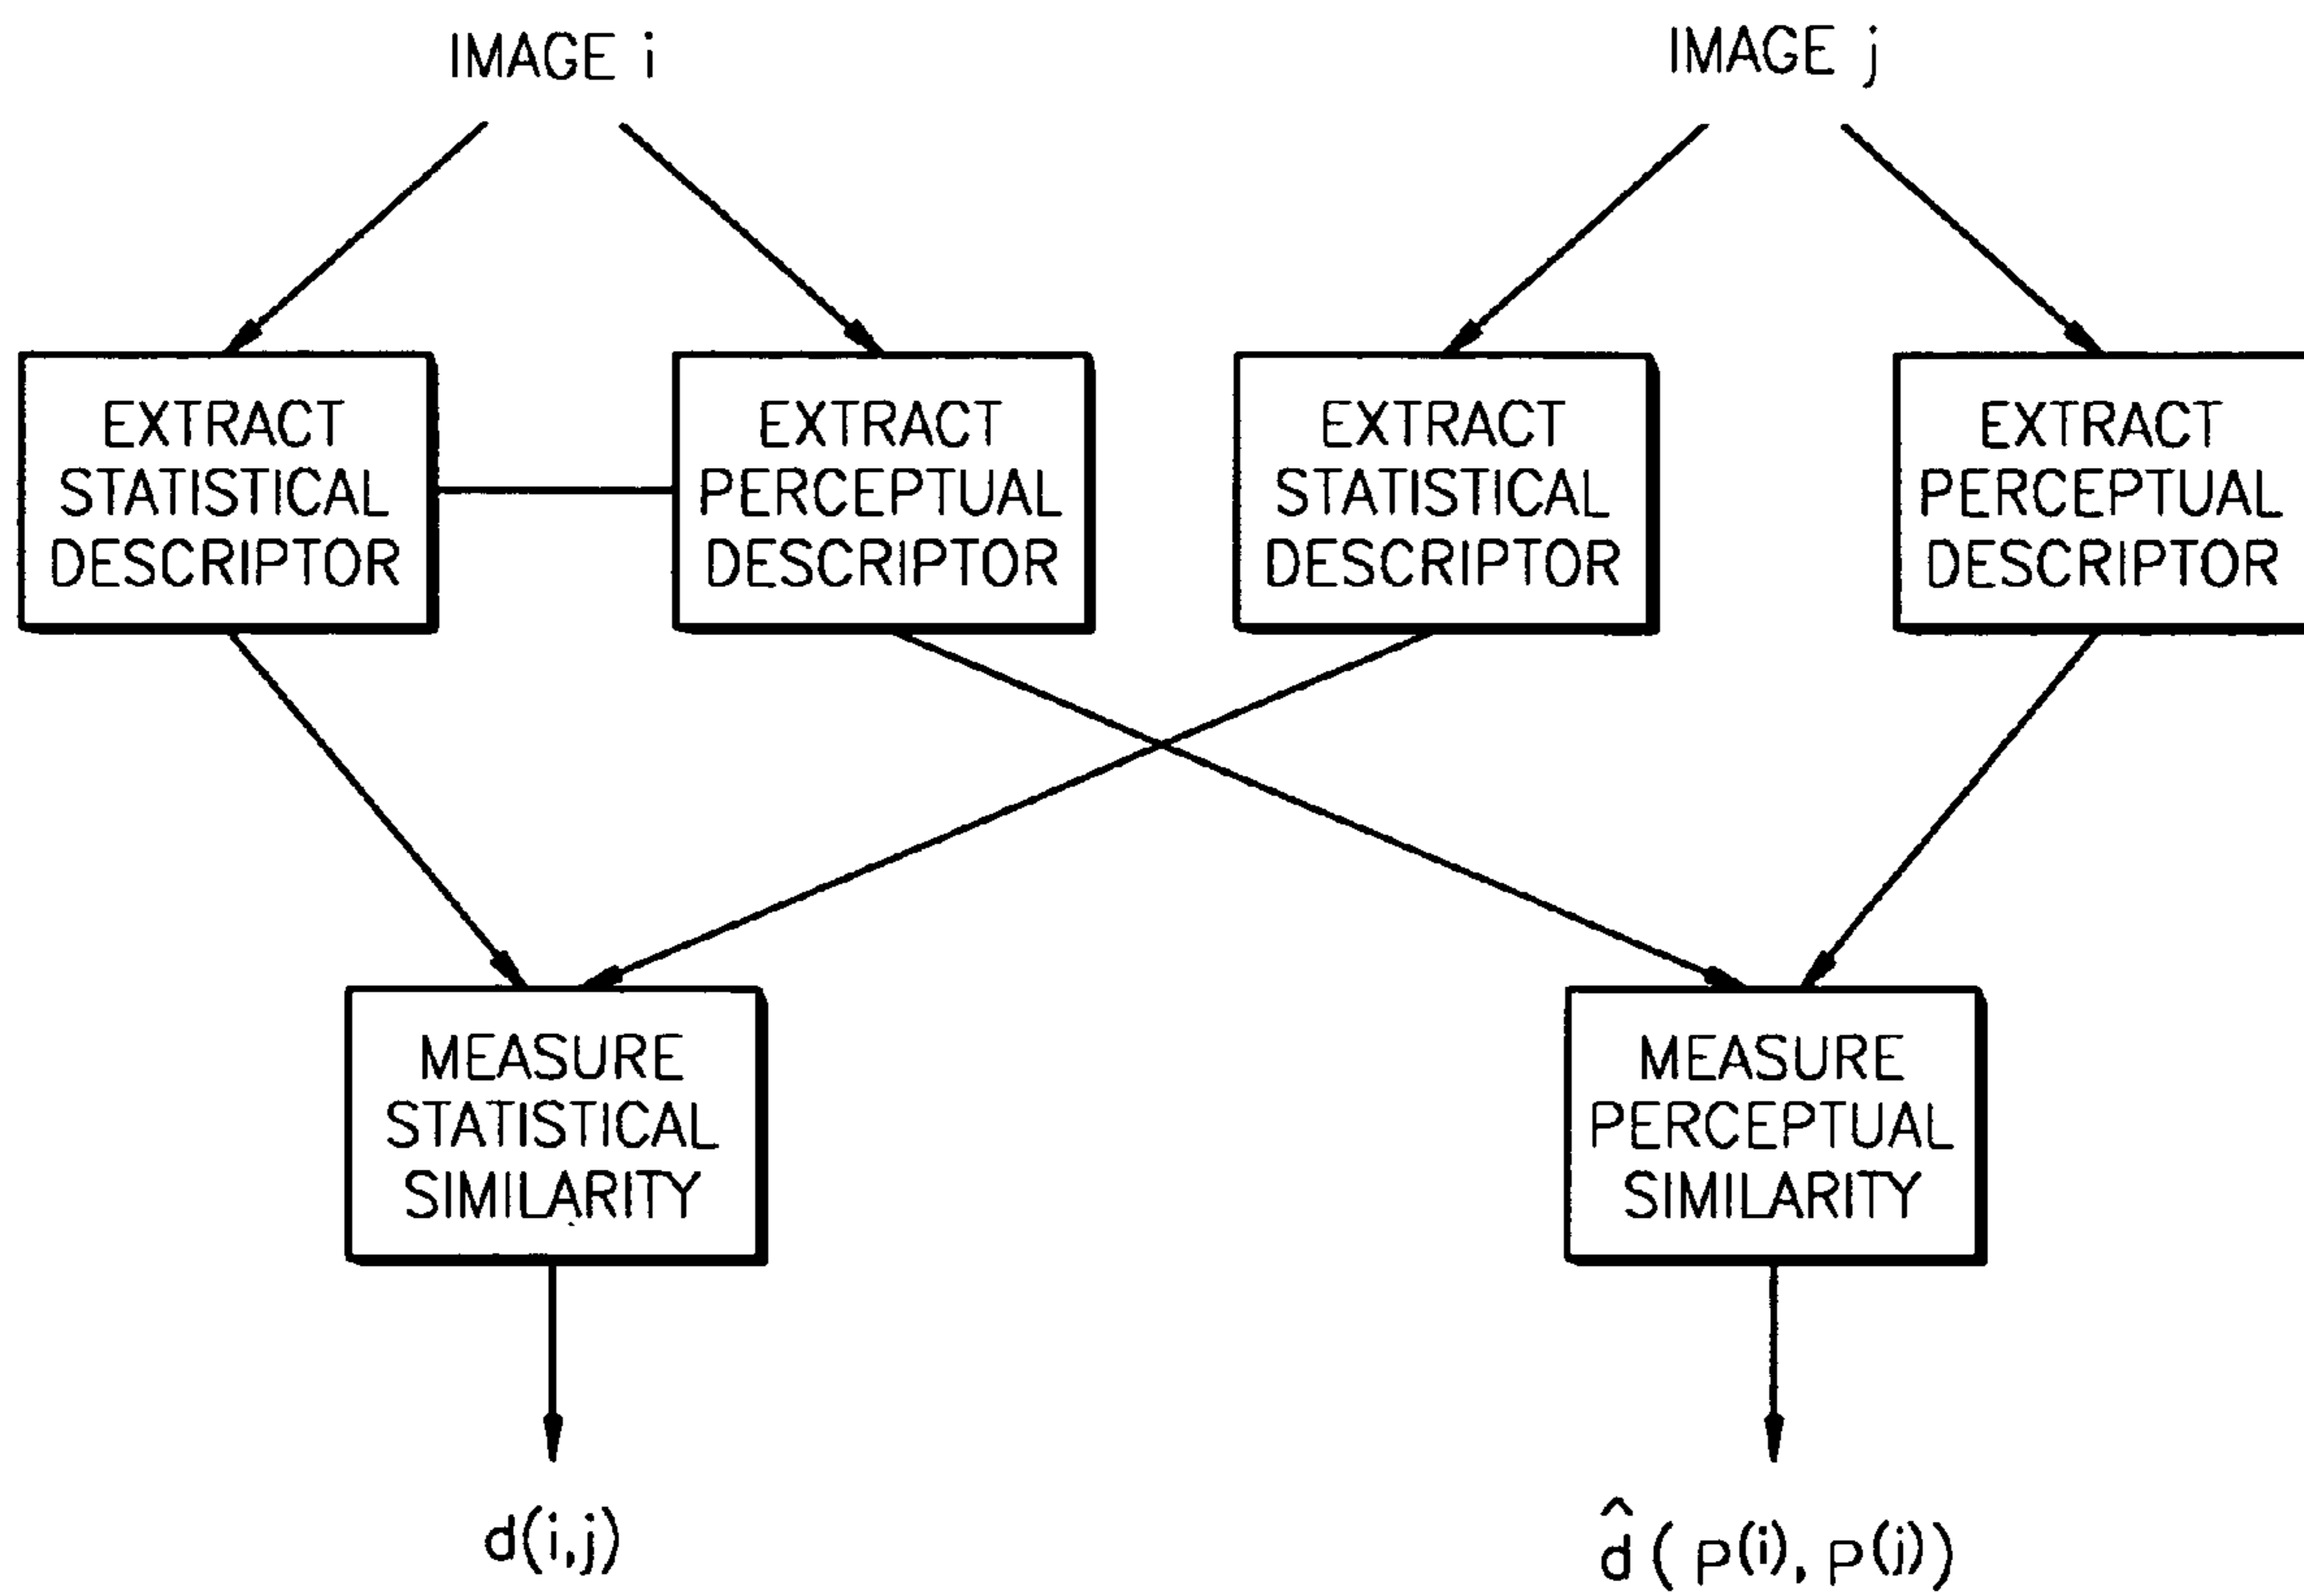 IMAGE i
IMAGE j
EXTRACT
STATISTICAL
DESCRIPTOR
EXTRACT
PERCEPTUAL
DESCRIPTOR
EXTRACT
STATISTICAL
DESCRIPTOR
EXTRACT
PERCEPTUAL
DESCRIPTOR
MEASURE
STATISTICAL
SIMILARITY
MEASURE
PERCEPTUAL
SIMILARITY
d(i,j)
d̂ ( p(i), p(j))